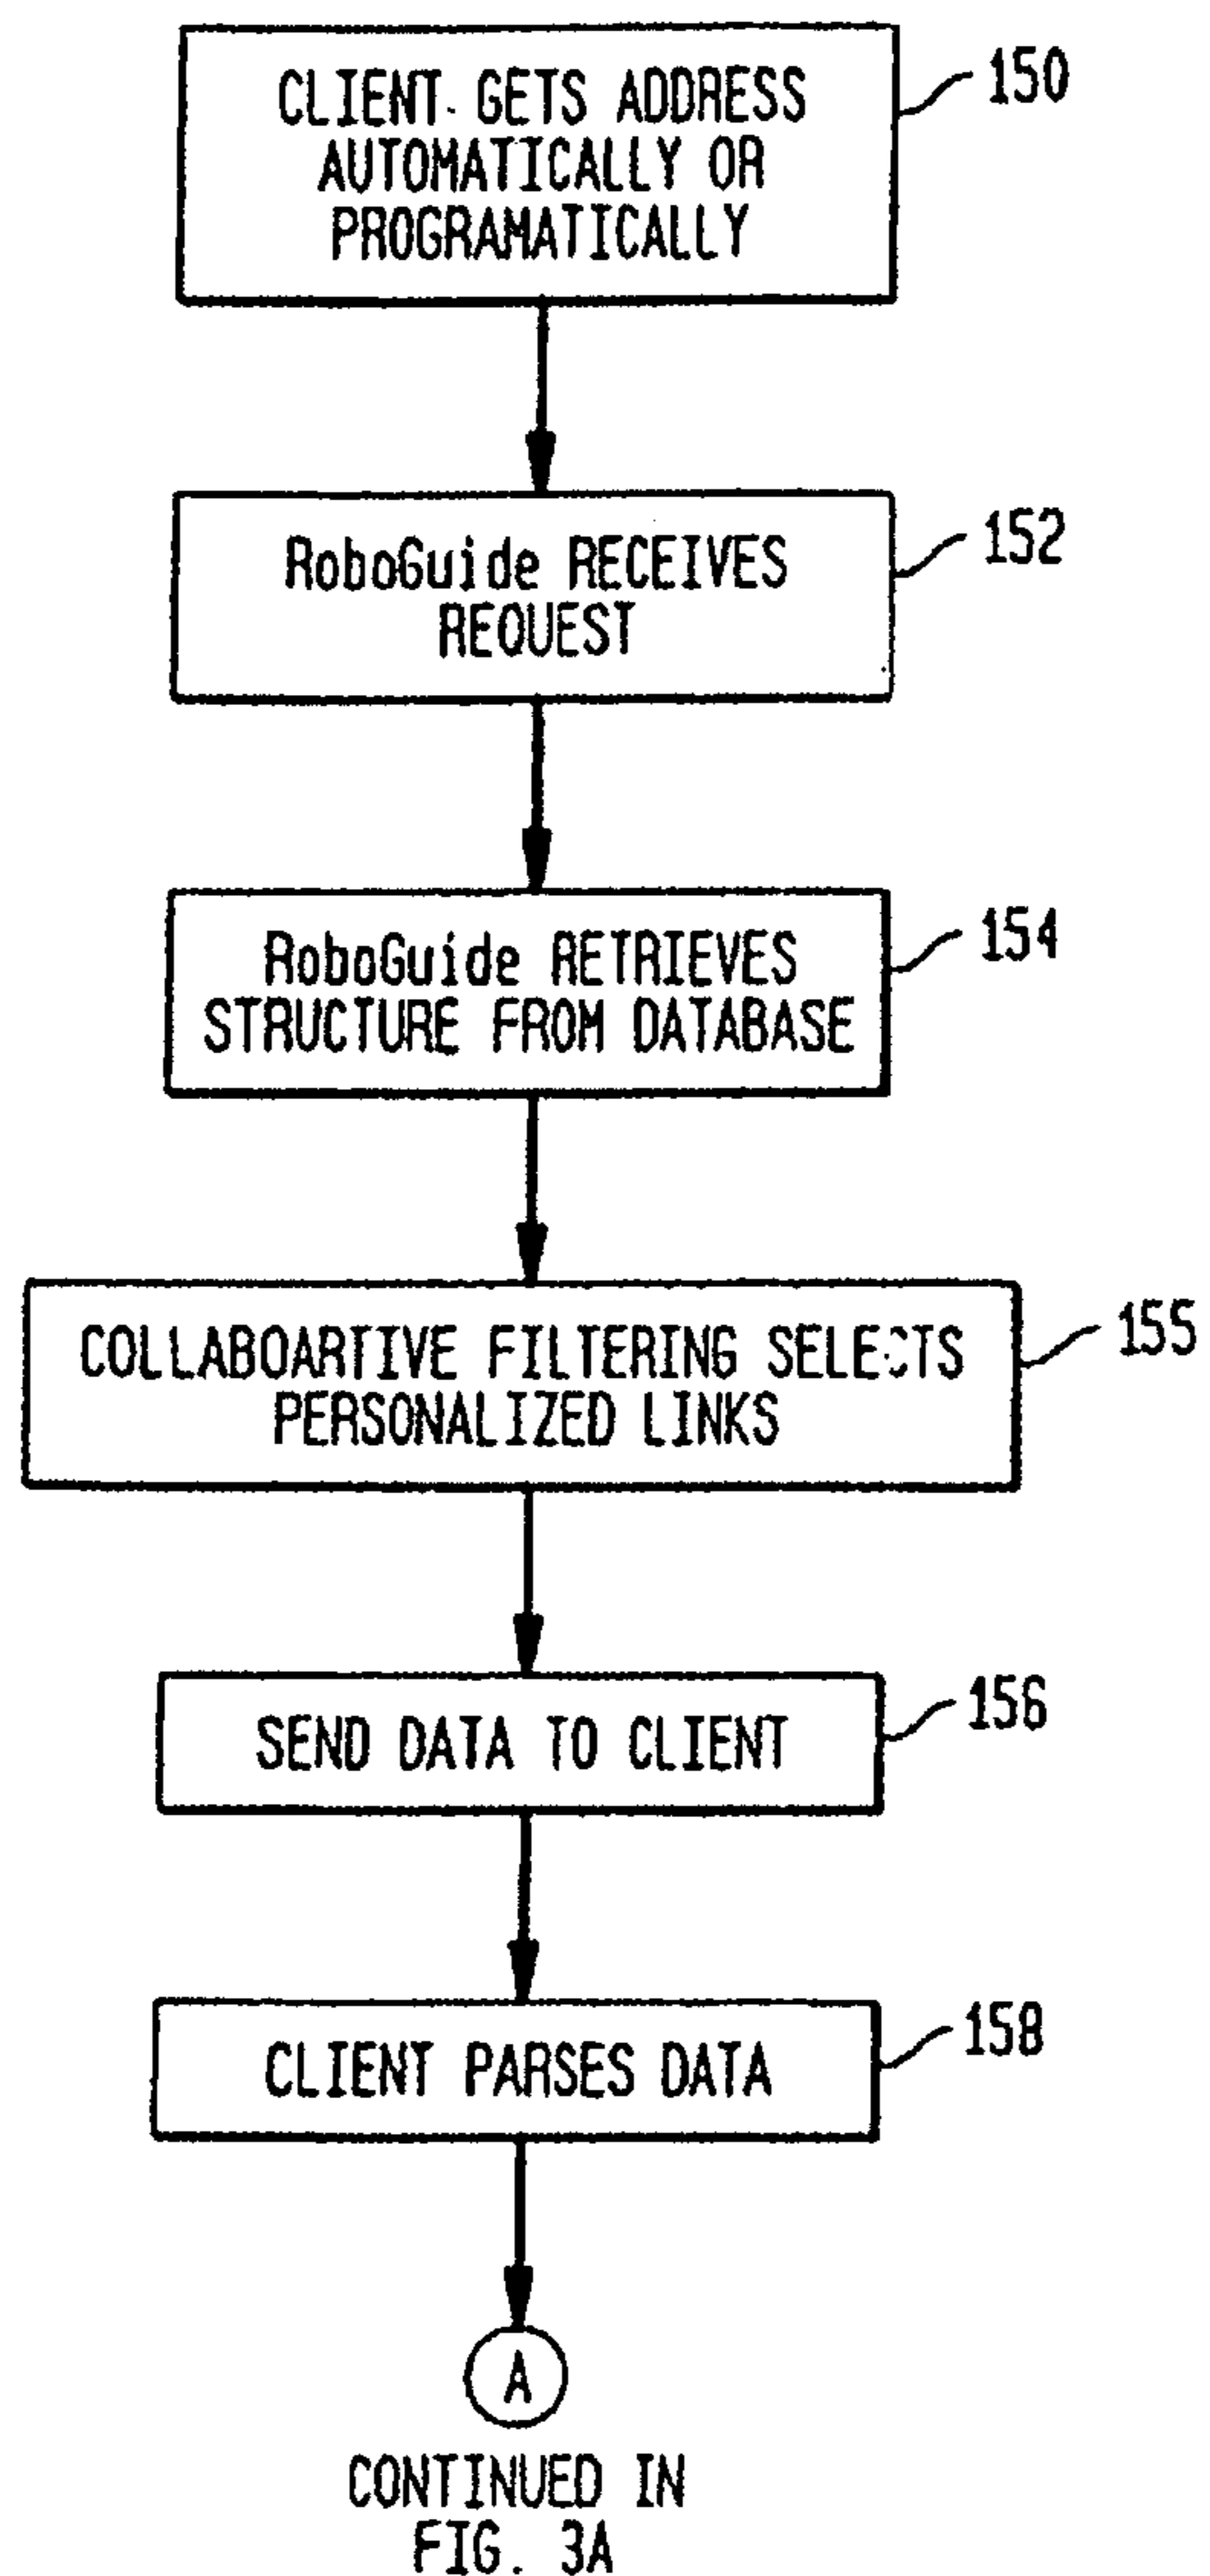 CLIENT GETS ADDRESS
AUTOMATICALLY OR
PROGRAMATICALLY
150
RoboGuide RECEIVES
REQUEST
152
RoboGuide RETRIEVES
STRUCTURE FROM DATABASE
154
COLLABOARTIVE FILTERING SELECTS
PERSONALIZED LINKS
155
SEND DATA TO CLIENT
156
CLIENT PARSES DATA
158
A
CONTINUED IN
FIG. 3A